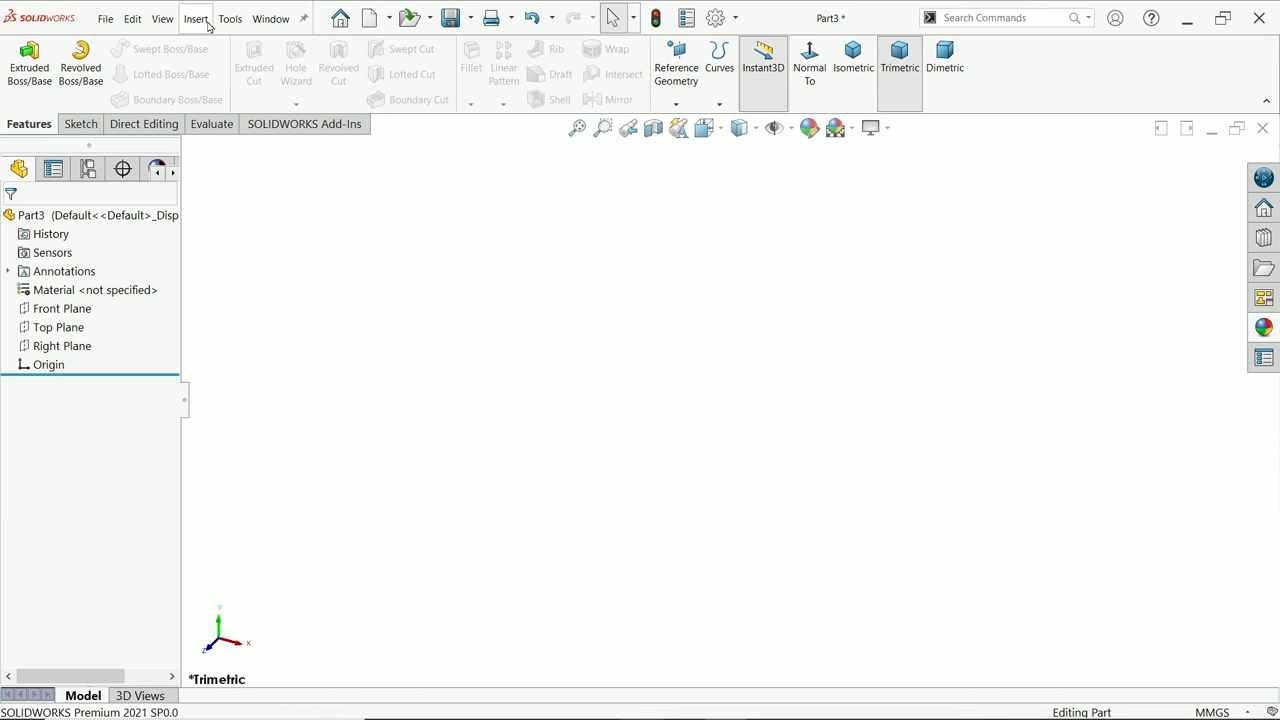 SOLIDWORKS File Edit View Insert Tools Window Part3 * Search Commands
Extruded Boss/Base
Revolved Boss/Base
Swept Boss/Base
Lofted Boss/Base
Boundary Boss/Base
Extruded Cut
Hole Wizard
Revolved Cut
Swept Cut
Lofted Cut
Boundary Cut
Fillet
Linear Pattern
Rib
Draft
Shell
Wrap
Intersect
Mirror
Reference Geometry
Curves
Instant3D
Normal To
Isometric
Trimetric
Dimetric
Features Sketch Direct Editing Evaluate SOLIDWORKS Add-Ins
Part3 (Default<<Default>_Disp
History
Sensors
Annotations
Material <not specified>
Front Plane
Top Plane
Right Plane
Origin
Y
X
Z
*Trimetric
Model 3D Views
SOLIDWORKS Premium 2021 SP0.0 Editing Part MMGS